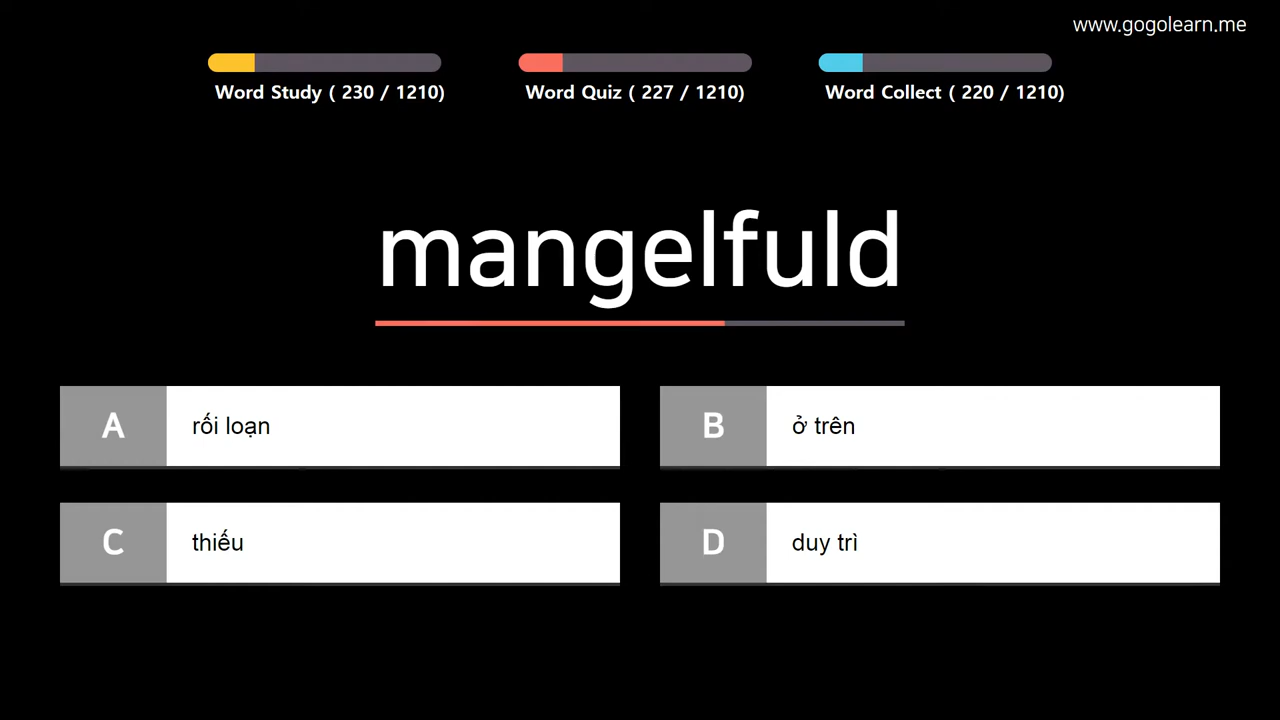 www.gogolearn.me
Word Study ( 230 / 1210)
Word Quiz ( 227 / 1210)
Word Collect ( 220 / 1210)
mangelfuld
A rối loạn
B ở trên
C thiếu
D duy trì